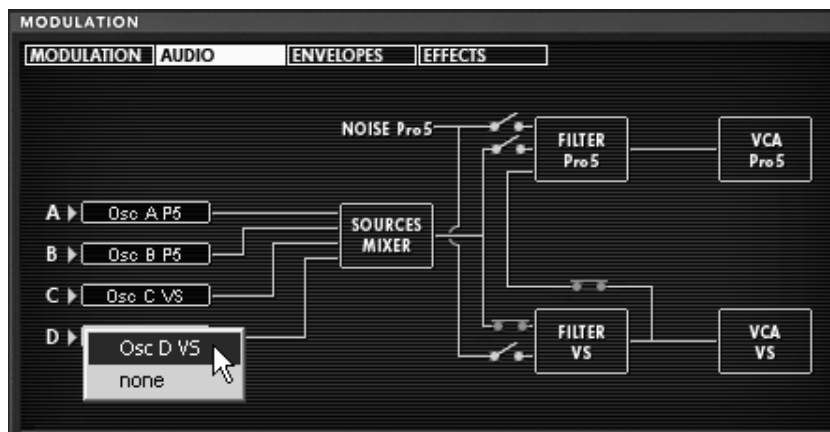 MODULATION
MODULATION AUDIO ENVELOPES EFFECTS
NOISE Pro5
FILTER
Pro5
VCA
Pro5
A Osc A P5
B Osc B P5
C Osc C VS
D
SOURCES
MIXER
Osc D VS
none
FILTER
VS
VCA
VS